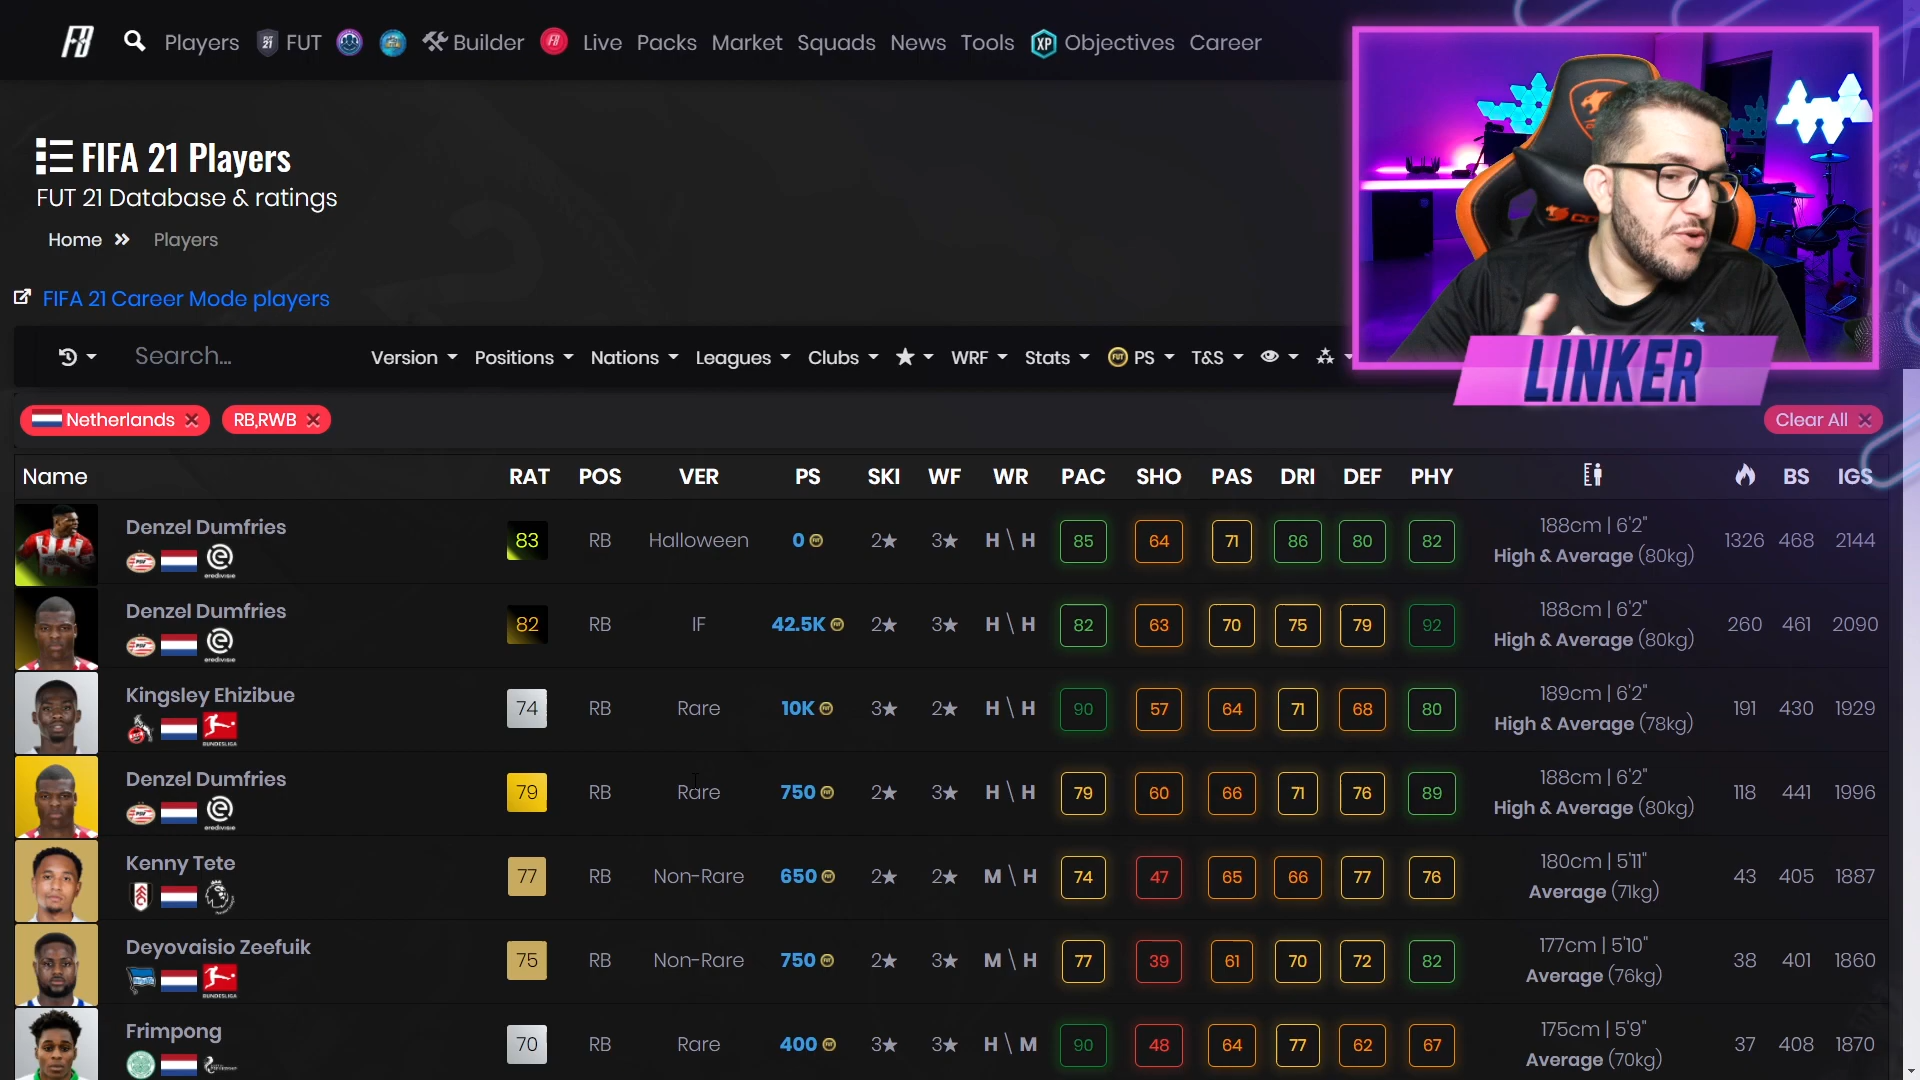 Players FUT Builder Live Packs Market Squads News Tools XP Objectives Career
FIFA 21 Players
FUT 21 Database & ratings
Home » Players
FIFA 21 Career Mode players
Search... Version Positions Nations Leagues Clubs WRF Stats PS T&S
LINKER
Netherlands × RB,RWB × Clear All ×
Name RAT POS VER PS SKI WF WR PAC SHO PAS DRI DEF PHY BS IGS
Denzel Dumfries 83 RB Halloween 0 2★ 3★ H \ H 85 64 71 86 80 82 188cm | 6'2" 1326 468 2144
High & Average (80kg)
Denzel Dumfries 82 RB IF 42.5K 2★ 3★ H \ H 82 63 70 75 79 92 188cm | 6'2" 260 461 2090
High & Average (80kg)
Kingsley Ehizibue 74 RB Rare 10K 3★ 2★ H \ H 90 57 64 71 68 80 189cm | 6'2" 191 430 1929
High & Average (78kg)
Denzel Dumfries 79 RB Rare 750 2★ 3★ H \ H 79 60 66 71 76 89 188cm | 6'2" 118 441 1996
High & Average (80kg)
Kenny Tete 77 RB Non-Rare 650 2★ 2★ M \ H 74 47 65 66 77 76 180cm | 5'11" 43 405 1887
Average (71kg)
Deyovaisio Zeefuik 75 RB Non-Rare 750 2★ 3★ M \ H 77 39 61 70 72 82 177cm | 5'10" 38 401 1860
Average (76kg)
Frimpong 70 RB Rare 400 3★ 3★ H \ M 90 48 64 77 62 67 175cm | 5'9" 37 408 1870
Average (70kg)